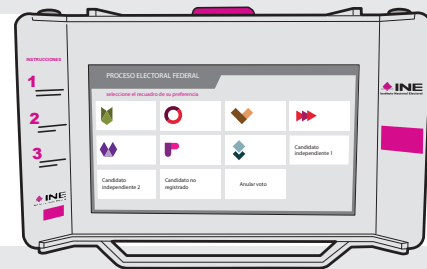 INSTRUCCIONES
1
2
3
INE
PROCESO ELECTORAL FEDERAL
seleccione el recuadro de su preferencia
Candidato
independiente 1
Candidato
independiente 2
Candidato no
registrado
Anular voto
INE
Instituto Nacional Electoral